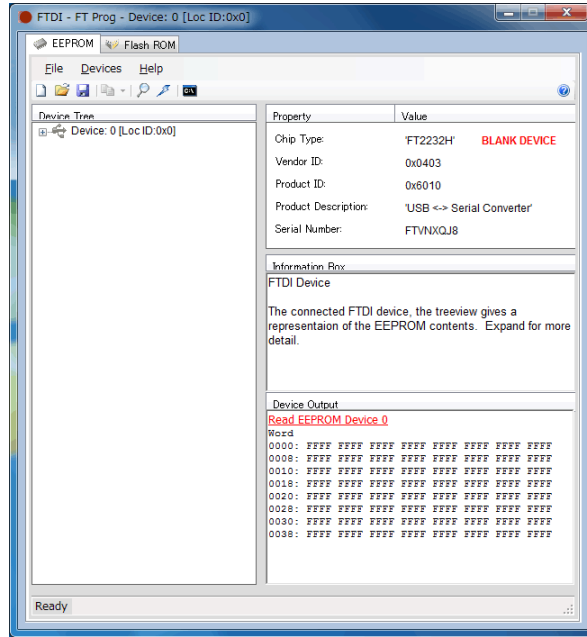 FTDI - FT Prog - Device: 0 [Loc ID:0x0]
EEPROM Flash ROM
File Devices Help
Device Tree
Device: 0 [Loc ID:0x0]
Property Value
Chip Type: 'FT2232H' BLANK DEVICE
Vendor ID: 0x0403
Product ID: 0x6010
Product Description: 'USB <-> Serial Converter'
Serial Number: FTVNXQJ8
Information Box
FTDI Device
The connected FTDI device, the treeview gives a
representaion of the EEPROM contents. Expand for more
detail.
Device Output
Read EEPROM Device 0
Word
0000: FFFF FFFF FFFF FFFF FFFF FFFF FFFF FFFF
0008: FFFF FFFF FFFF FFFF FFFF FFFF FFFF FFFF
0010: FFFF FFFF FFFF FFFF FFFF FFFF FFFF FFFF
0018: FFFF FFFF FFFF FFFF FFFF FFFF FFFF FFFF
0020: FFFF FFFF FFFF FFFF FFFF FFFF FFFF FFFF
0028: FFFF FFFF FFFF FFFF FFFF FFFF FFFF FFFF
0030: FFFF FFFF FFFF FFFF FFFF FFFF FFFF FFFF
0038: FFFF FFFF FFFF FFFF FFFF FFFF FFFF FFFF
Ready